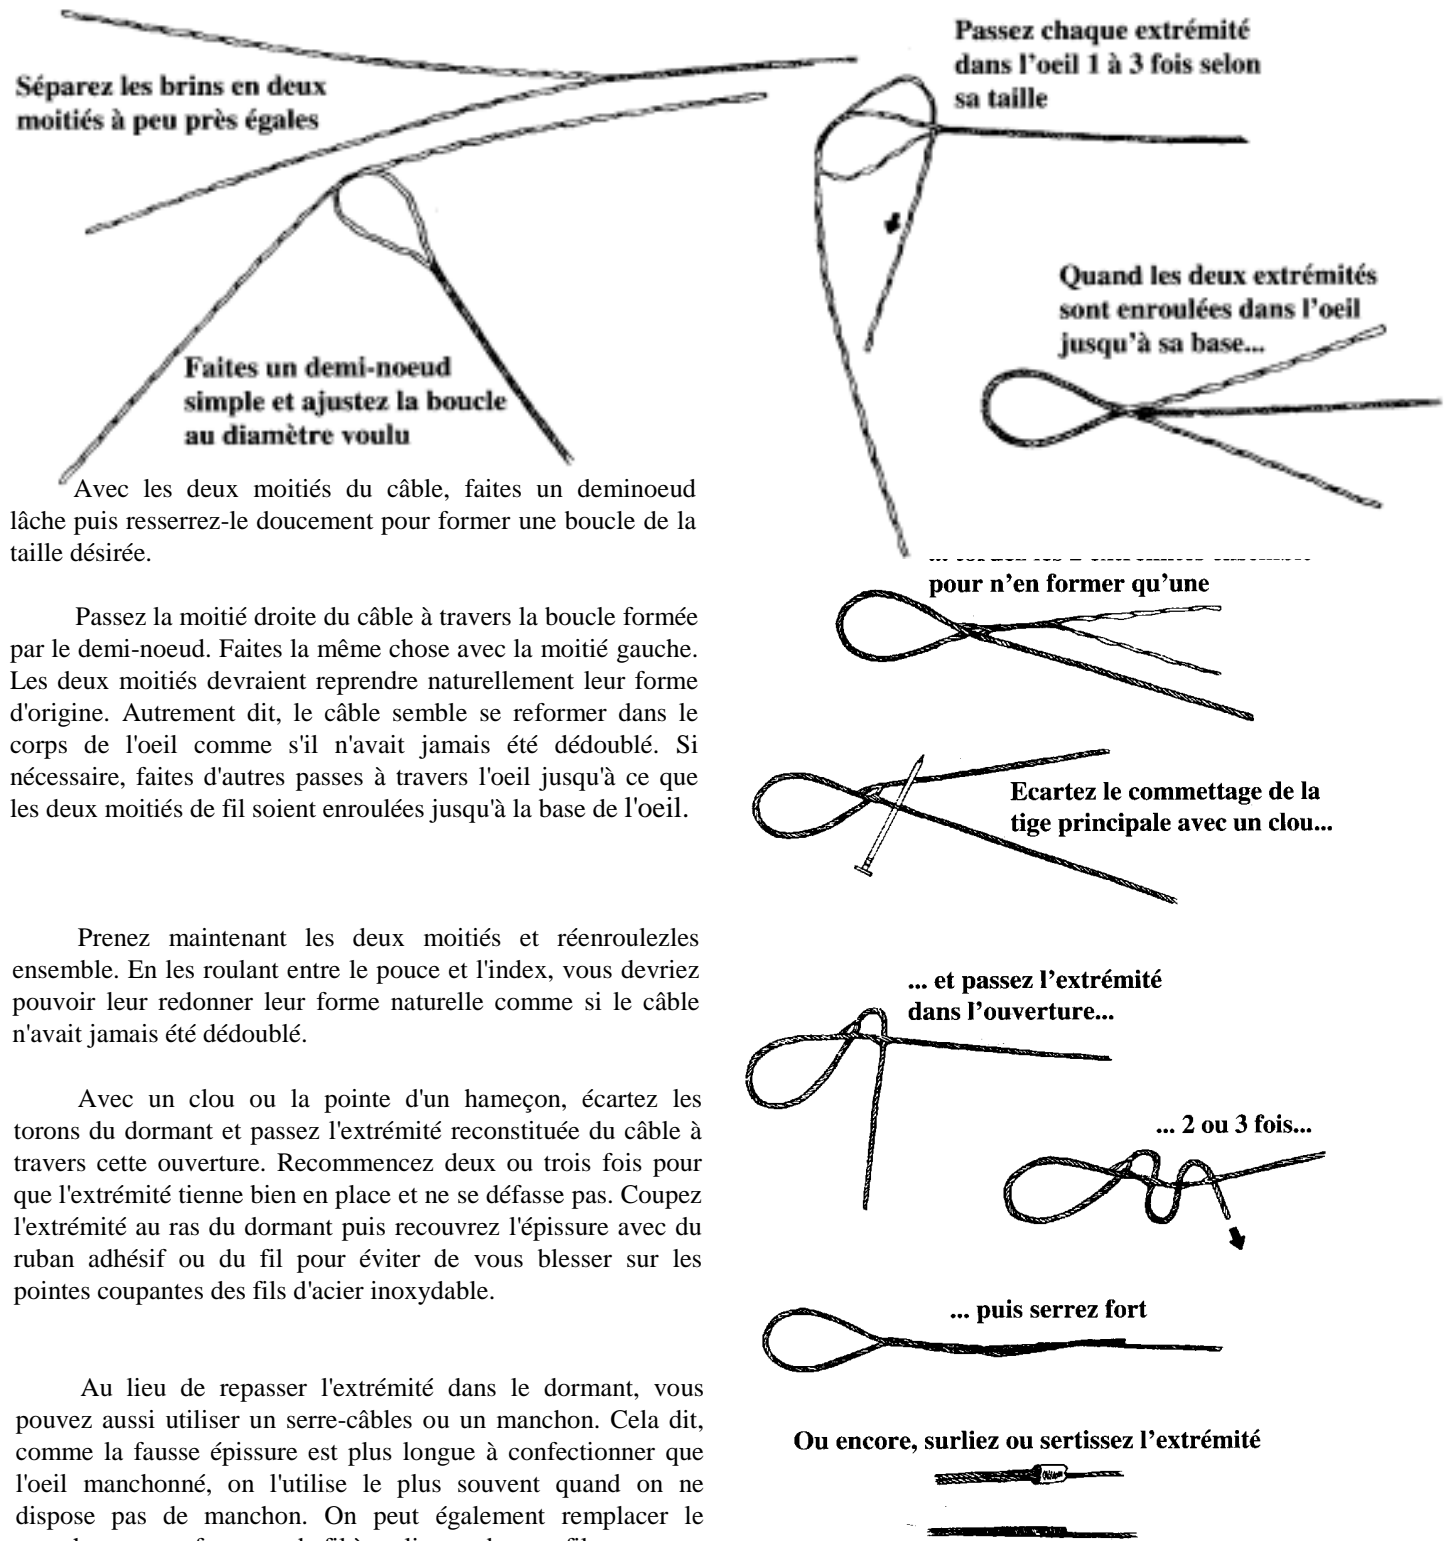 Séparez les brins en deux
moitiés à peu près égales
Faites un demi-noeud
simple et ajustez la boucle
au diamètre voulu
Passez chaque extrémité
dans l'oeil 1 à 3 fois selon
sa taille
Quand les deux extrémités
sont enroulées dans l'oeil
jusqu'à sa base...
Avec les deux moitiés du câble, faites un deminoeud
lâche puis resserrez-le doucement pour former une boucle de la
taille désirée.
Passez la moitié droite du câble à travers la boucle formée
par le demi-noeud. Faites la même chose avec la moitié gauche.
Les deux moitiés devraient reprendre naturellement leur forme
d'origine. Autrement dit, le câble semble se reformer dans le
corps de l'oeil comme s'il n'avait jamais été dédoublé. Si
nécessaire, faites d'autres passes à travers l'oeil jusqu'à ce que
les deux moitiés de fil soient enroulées jusqu'à la base de l'oeil.
Prenez maintenant les deux moitiés et réenroulezles
ensemble. En les roulant entre le pouce et l'index, vous devriez
pouvoir leur redonner leur forme naturelle comme si le câble
n'avait jamais été dédoublé.
Avec un clou ou la pointe d'un hameçon, écartez les
torons du dormant et passez l'extrémité reconstituée du câble à
travers cette ouverture. Recommencez deux ou trois fois pour
que l'extrémité tienne bien en place et ne se défasse pas. Coupez
l'extrémité au ras du dormant puis recouvrez l'épissure avec du
ruban adhésif ou du fil pour éviter de vous blesser sur les
pointes coupantes des fils d'acier inoxydable.
Au lieu de repasser l'extrémité dans le dormant, vous
pouvez aussi utiliser un serre-câbles ou un manchon. Cela dit,
comme la fausse épissure est plus longue à confectionner que
l'oeil manchonné, on l'utilise le plus souvent quand on ne
dispose pas de manchon. On peut également remplacer le
pour n'en former qu'une
Ecartez le commettage de la
tige principale avec un clou...
... et passez l'extrémité
dans l'ouverture...
... 2 ou 3 fois...
... puis serrez fort
Ou encore, surliez ou sertissez l'extrémité